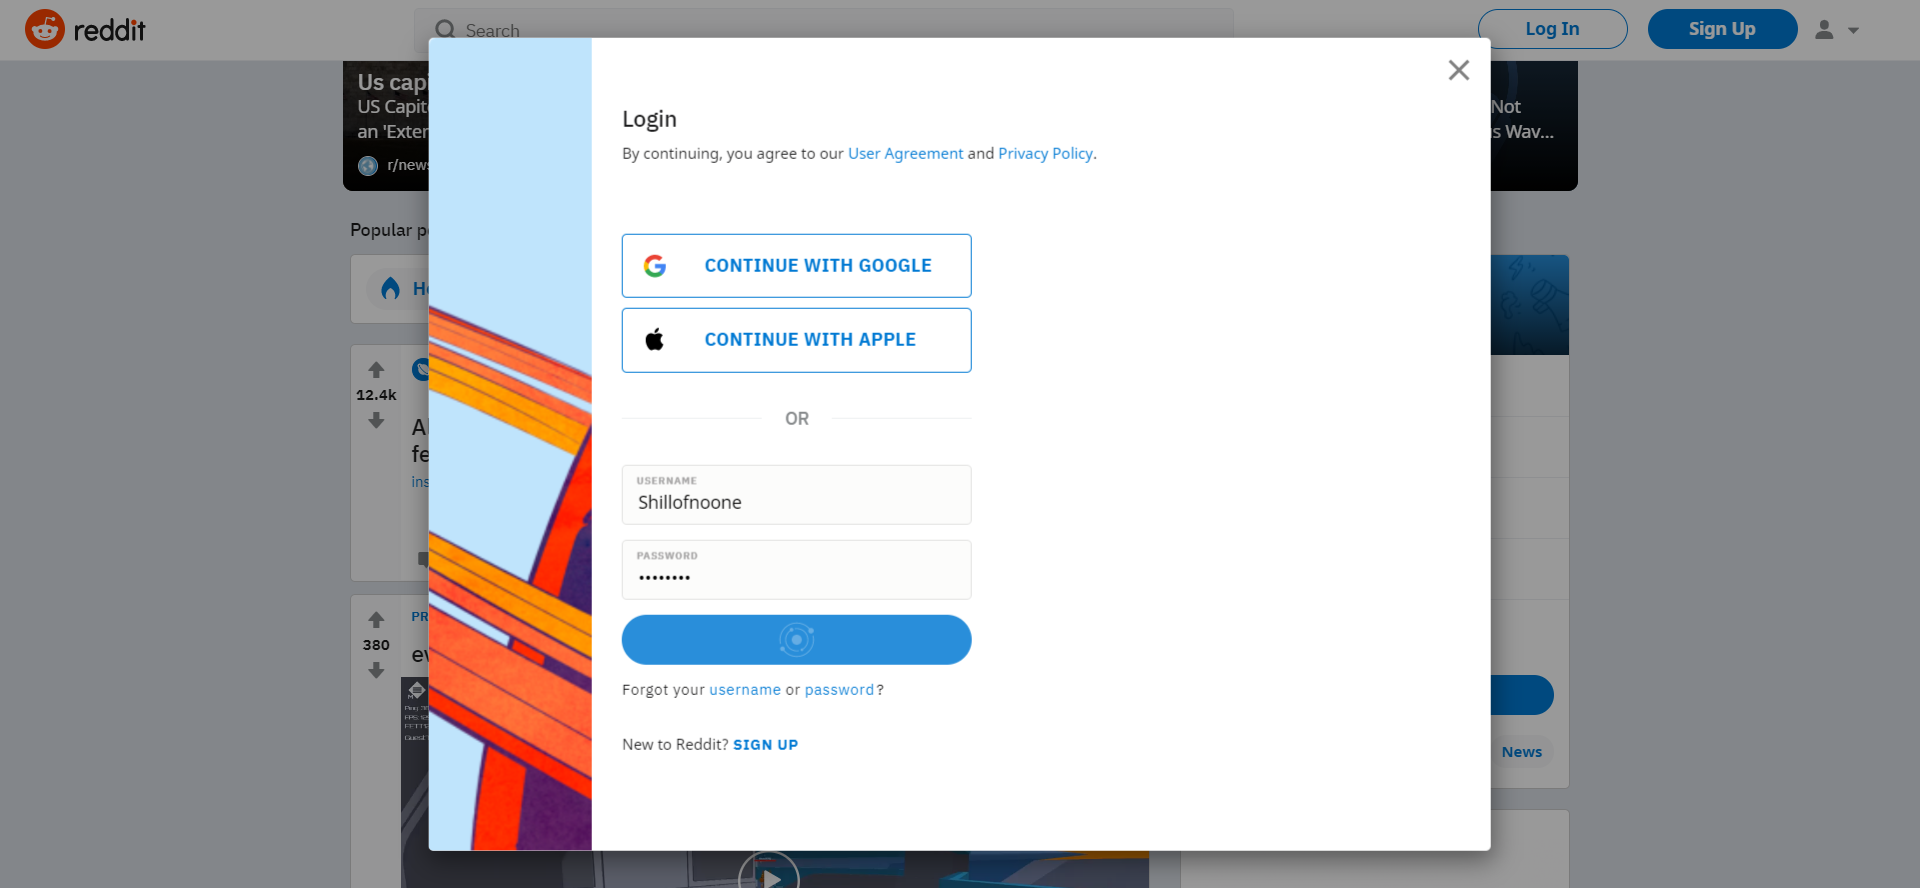 reddit
Search
Log In
Sign Up
Us capi
US Capit
an 'Exter
r/news
Not
s Wav...
Popular p
12.4k
fe
ins
380
PR
ev
News
Login
By continuing, you agree to our User Agreement and Privacy Policy.
CONTINUE WITH GOOGLE
CONTINUE WITH APPLE
OR
USERNAME
Shillofnoone
PASSWORD
••••••••
Forgot your username or password?
New to Reddit? SIGN UP